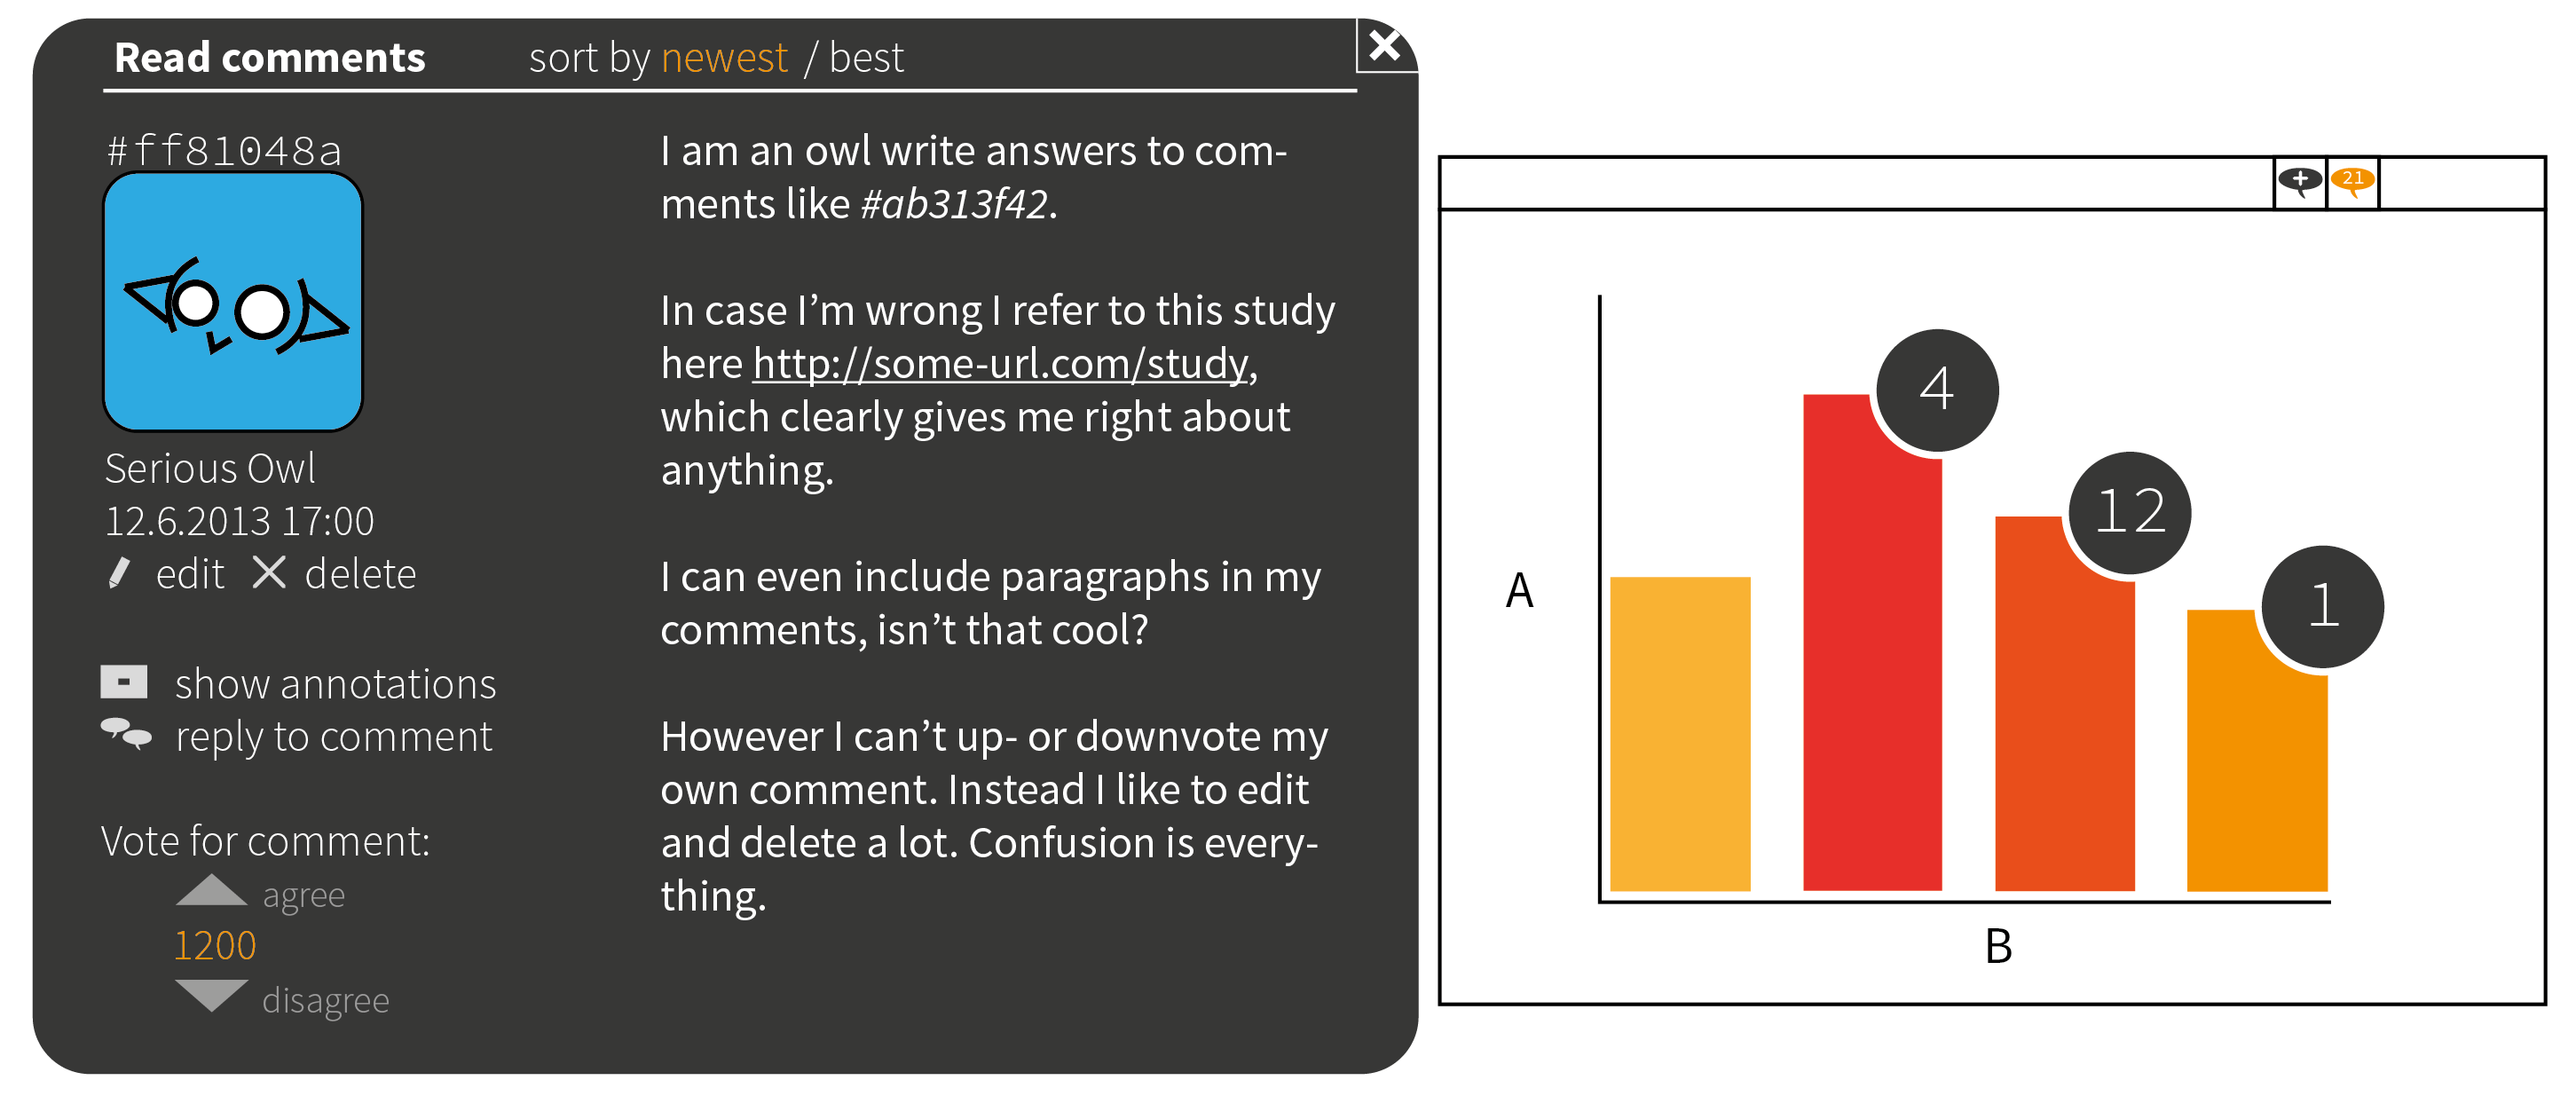 Read comments sort by newest / best
#ff81048a
Serious Owl
12.6.2013 17:00
edit delete
show annotations
reply to comment
Vote for comment:
agree
1200
disagree
I am an owl write answers to com-
ments like #ab313f42.
In case I’m wrong I refer to this study
here http://some-url.com/study,
which clearly gives me right about
anything.
I can even include paragraphs in my
comments, isn’t that cool?
However I can’t up- or downvote my
own comment. Instead I like to edit
and delete a lot. Confusion is every-
thing.
+ 21
4
12
1
A
B